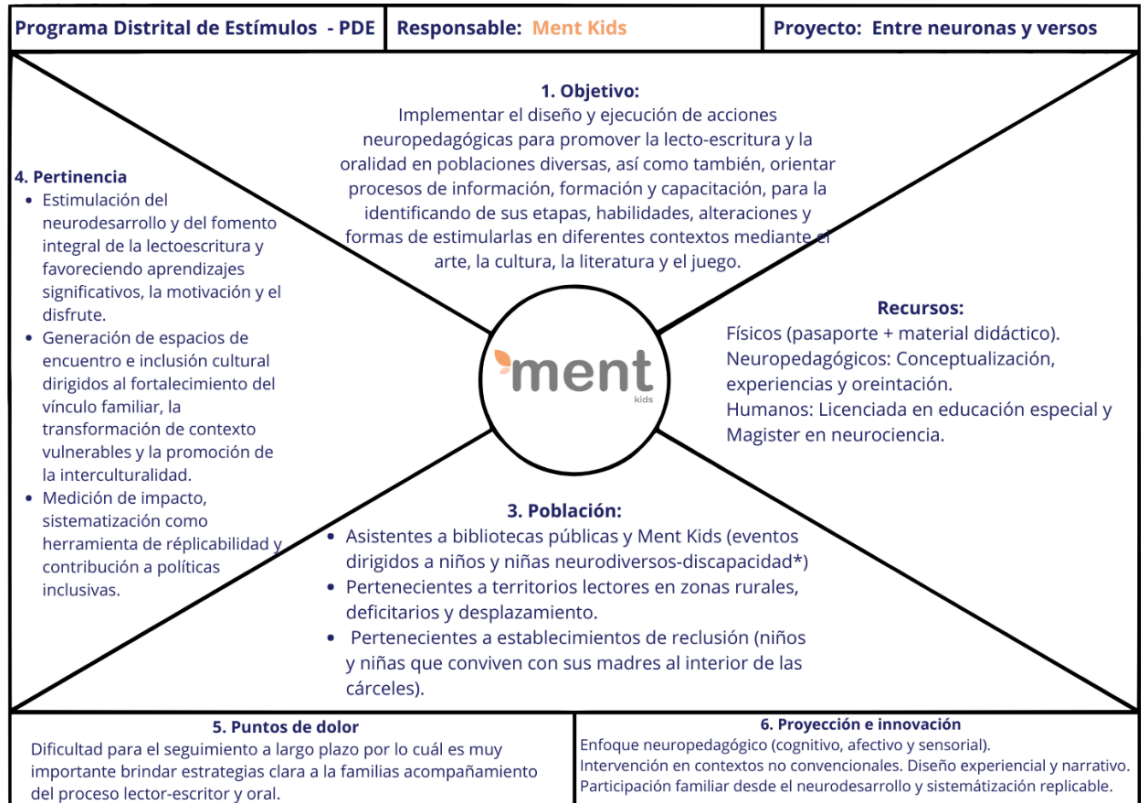 Programa Distrital de Estímulos - PDE
Responsable: Ment Kids
Proyecto: Entre neuronas y versos
1. Objetivo:
Implementar el diseño y ejecución de acciones
neuropedagógicas para promover la lecto-escritura y la
oralidad en poblaciones diversas, así como también, orientar
procesos de información, formación y capacitación, para la
identificando de sus etapas, habilidades, alteraciones y
formas de estimularlas en diferentes contextos mediante el
arte, la cultura, la literatura y el juego.
4. Pertinencia
• Estimulación del
neurodesarrollo y del fomento
integral de la lectoescritura y
favoreciendo aprendizajes
significativos, la motivación y el
disfrute.
• Generación de espacios de
encuentro e inclusión cultural
dirigidos al fortalecimiento del
vínculo familiar, la
transformación de contexto
vulnerables y la promoción de
la interculturalidad.
• Medición de impacto,
sistematización como
herramienta de réplicabilidad y
contribución a políticas
inclusivas.
ment
kids
Recursos:
Físicos (pasaporte + material didáctico).
Neuropedagógicos: Conceptualización,
experiencias y oreintación.
Humanos: Licenciada en educación especial y
Magister en neurociencia.
3. Población:
• Asistentes a bibliotecas públicas y Ment Kids (eventos
dirigidos a niños y niñas neurodiversos-discapacidad*)
• Pertenecientes a territorios lectores en zonas rurales,
deficitarios y desplazamiento.
• Pertenecientes a establecimientos de reclusión (niños
y niñas que conviven con sus madres al interior de las
cárceles).
5. Puntos de dolor
Dificultad para el seguimiento a largo plazo por lo cuál es muy
importante brindar estrategias clara a la familias acompañamiento
del proceso lector-escritor y oral.
6. Proyección e innovación
Enfoque neuropedagógico (cognitivo, afectivo y sensorial).
Intervención en contextos no convencionales. Diseño experiencial y narrativo.
Participación familiar desde el neurodesarrollo y sistemátización replicable.